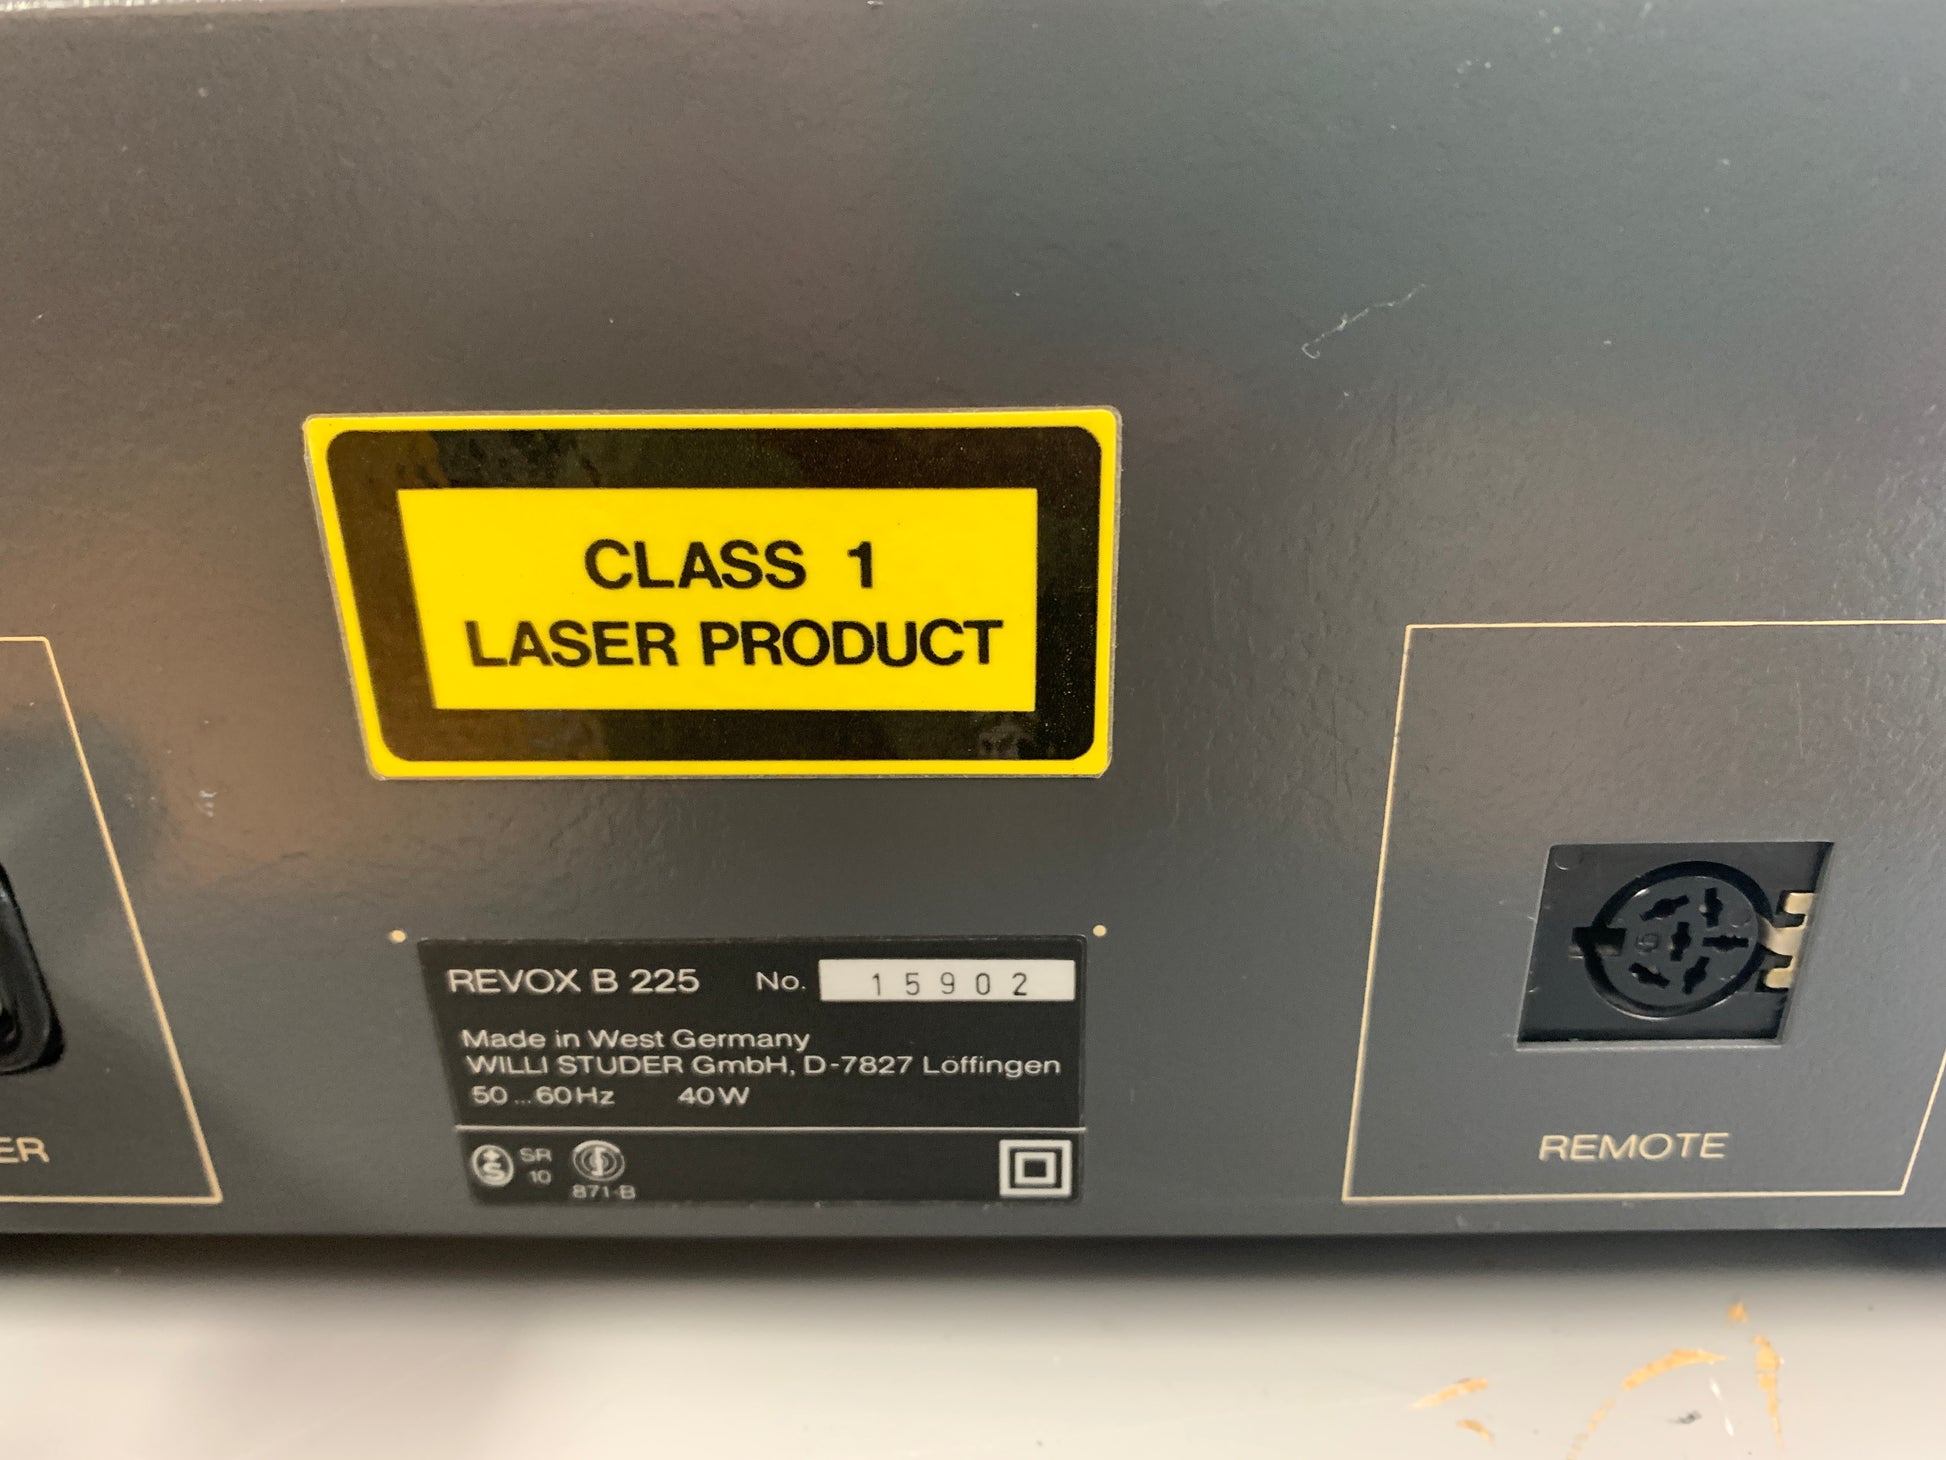 CLASS 1
LASER PRODUCT
REVOX B 225 No. 15902
Made in West Germany
WILLI STUDER GmbH, D-7827 Löffingen
50...60Hz 40W
SR
10
871-B
ER
REMOTE